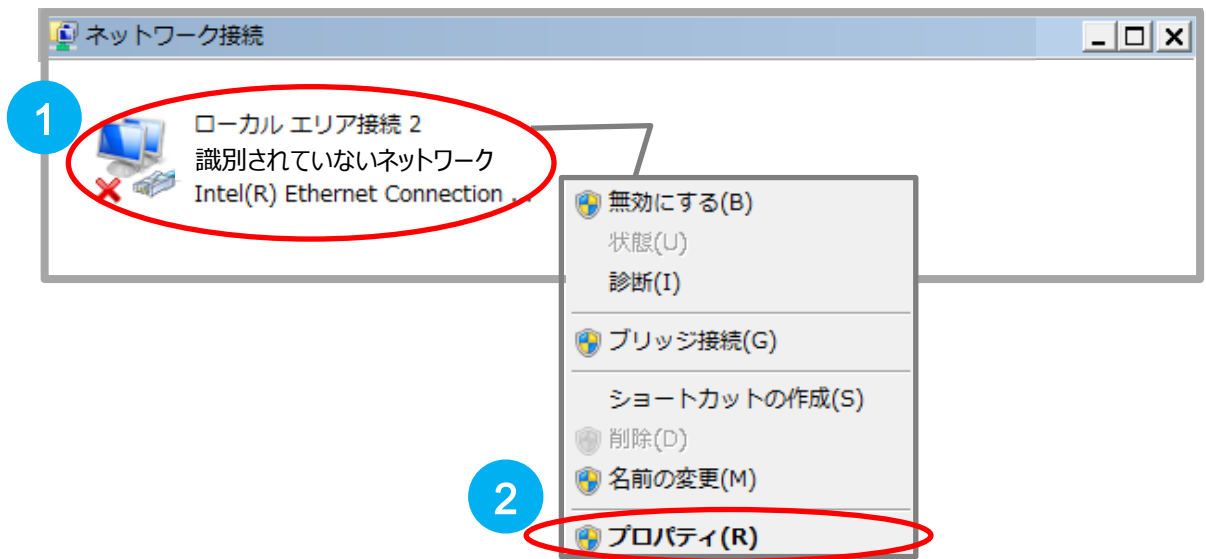 ネットワーク接続
1
ローカル エリア接続 2
識別されていないネットワーク
Intel(R) Ethernet Connection ...
無効にする(B)
状態(U)
診断(I)
ブリッジ接続(G)
ショートカットの作成(S)
削除(D)
名前の変更(M)
2
プロパティ(R)